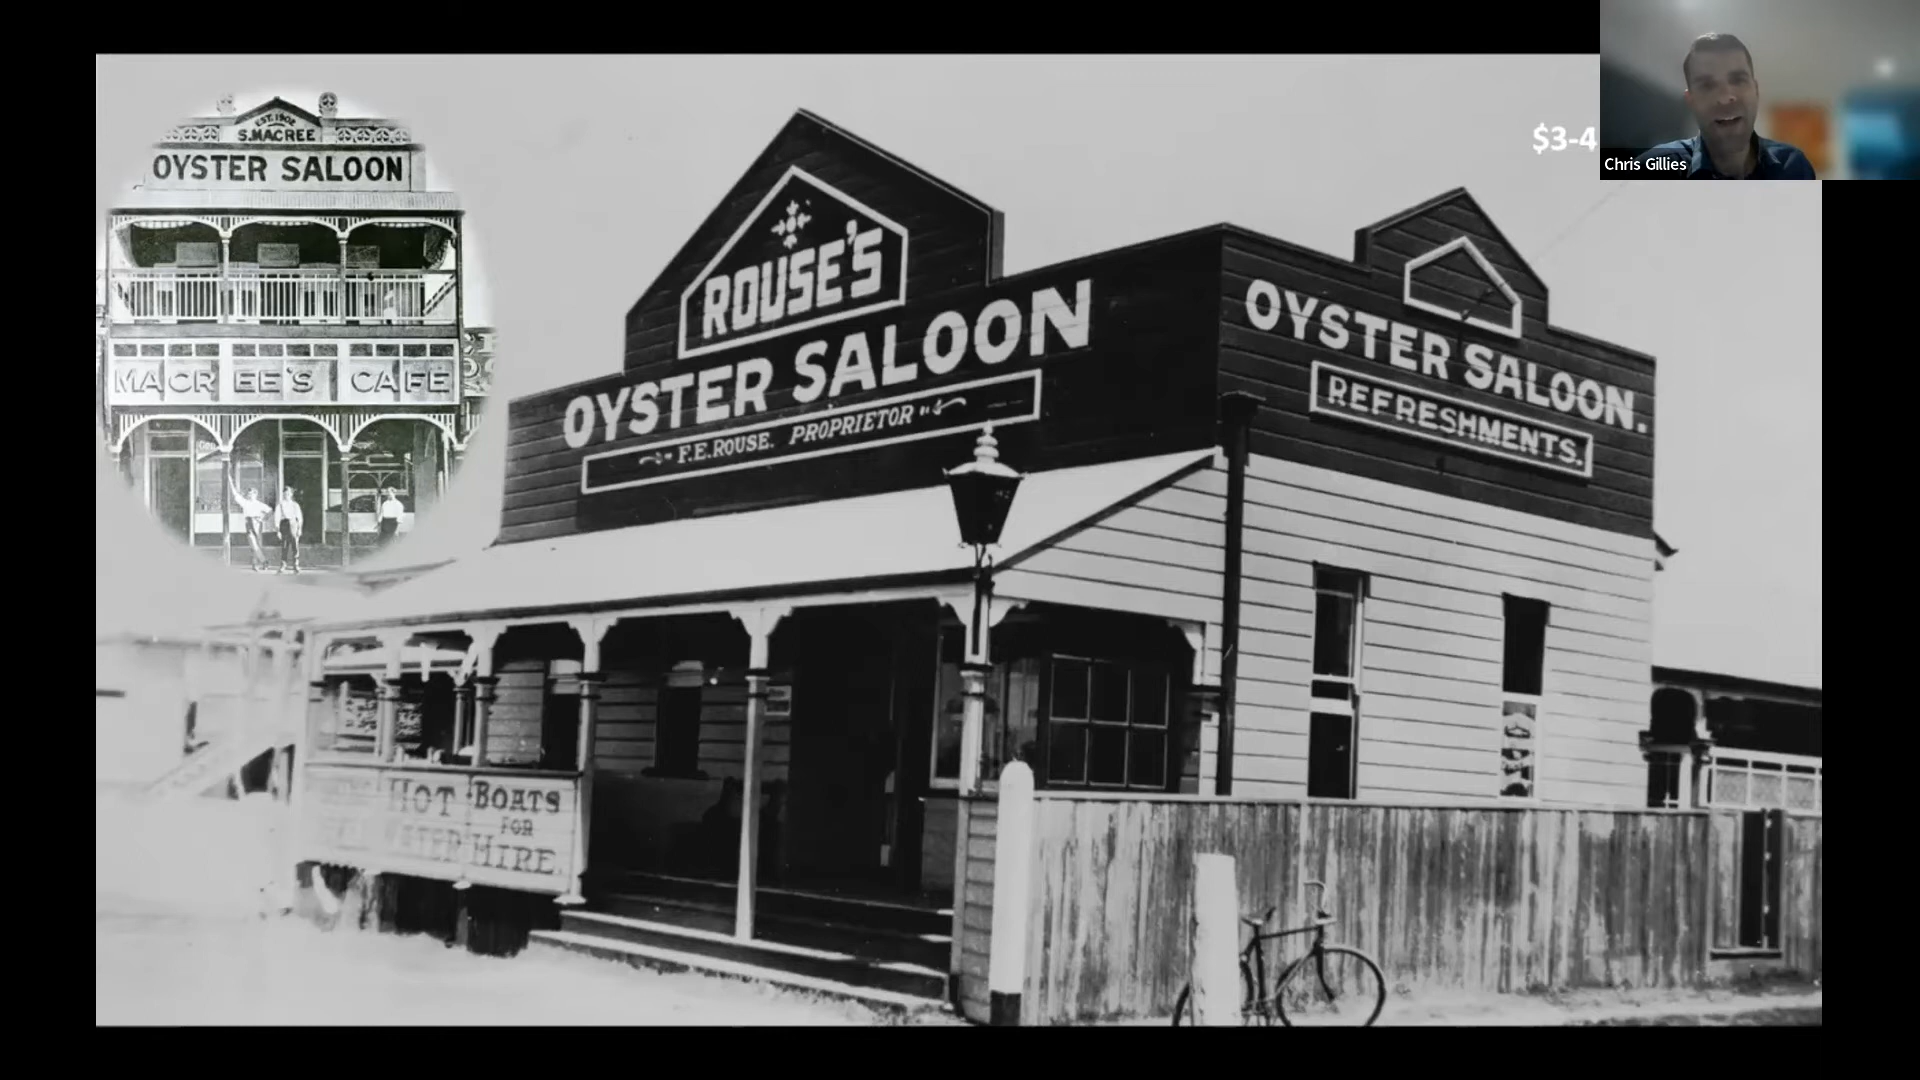 EST. 1902
S. MACREE
OYSTER SALOON
MACREE'S CAFE
ROUSE'S
OYSTER SALOON
F.E. ROUSE. PROPRIETOR
OYSTER SALOON.
REFRESHMENTS.
HOT
WATER
BOATS
FOR
HIRE
$3-4
Chris Gillies